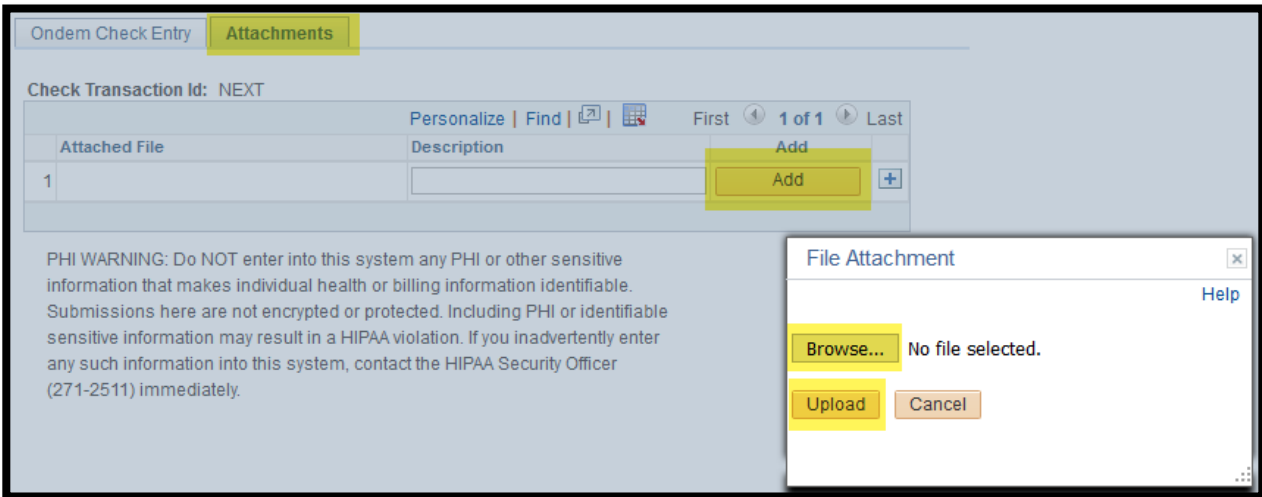 Ondem Check Entry Attachments
Check Transaction Id: NEXT
Personalize | Find | | First 1 of 1 Last
Attached File Description Add
1 Add
PHI WARNING: Do NOT enter into this system any PHI or other sensitive
information that makes individual health or billing information identifiable.
Submissions here are not encrypted or protected. Including PHI or identifiable
sensitive information may result in a HIPAA violation. If you inadvertently enter
any such information into this system, contact the HIPAA Security Officer
(271-2511) immediately.
File Attachment
Help
Browse... No file selected.
Upload Cancel